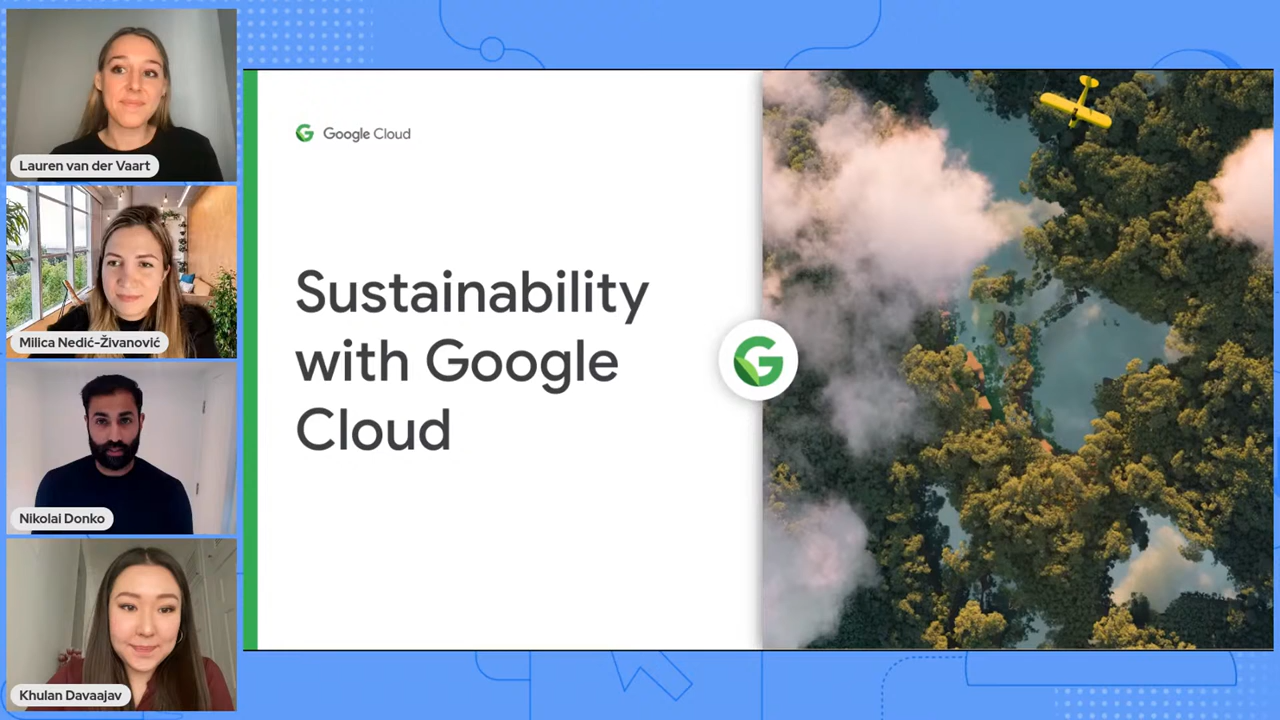 Lauren van der Vaart
Milica Nedić-Živanović
Nikolai Donko
Khulan Davaajav
Google Cloud
Sustainability
with Google
Cloud